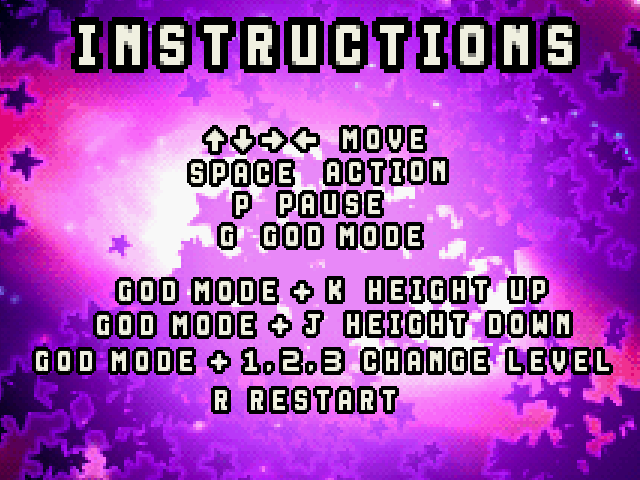 INSTRUCTIONS
↑↓→← MOVE
SPACE ACTION
P PAUSE
G GOD MODE
GOD MODE + K HEIGHT UP
GOD MODE + J HEIGHT DOWN
GOD MODE + 1,2,3 CHANGE LEVEL
R RESTART